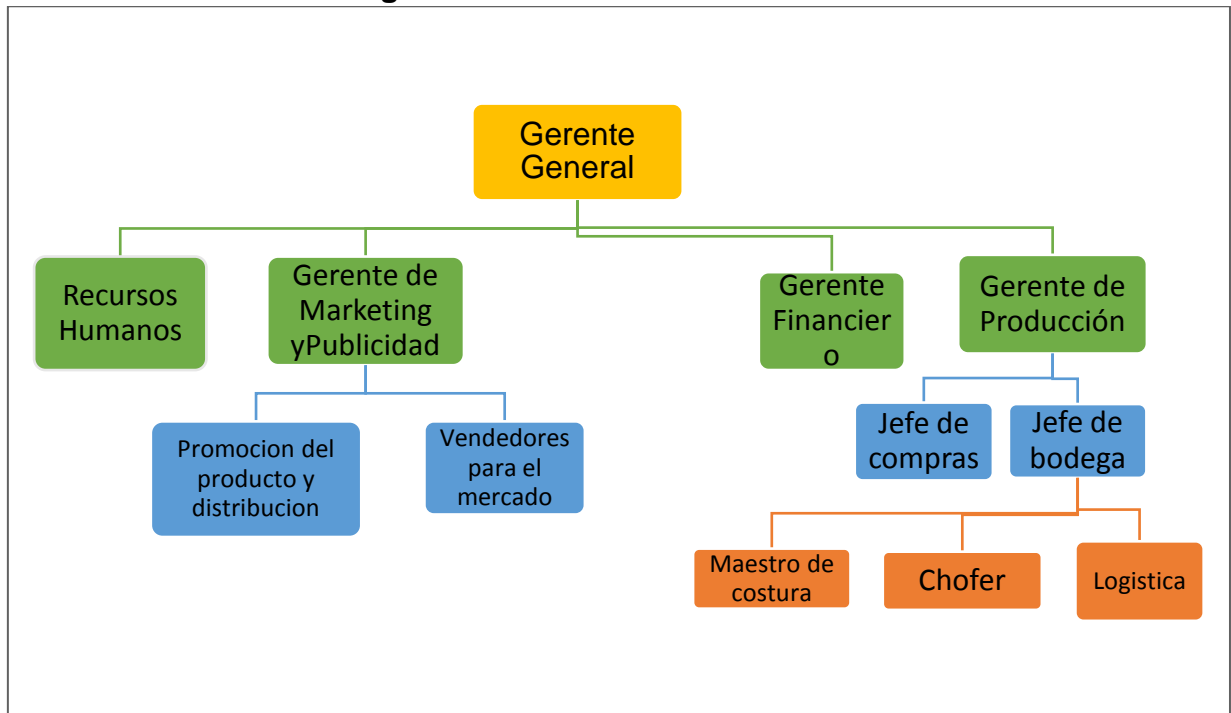 Gerente
General
Recursos
Humanos
Gerente de
Marketing
yPublicidad
Gerente
Financier
o
Gerente de
Producción
Promocion del
producto y
distribucion
Vendedores
para el
mercado
Jefe de
compras
Jefe de
bodega
Maestro de
costura
Chofer
Logistica